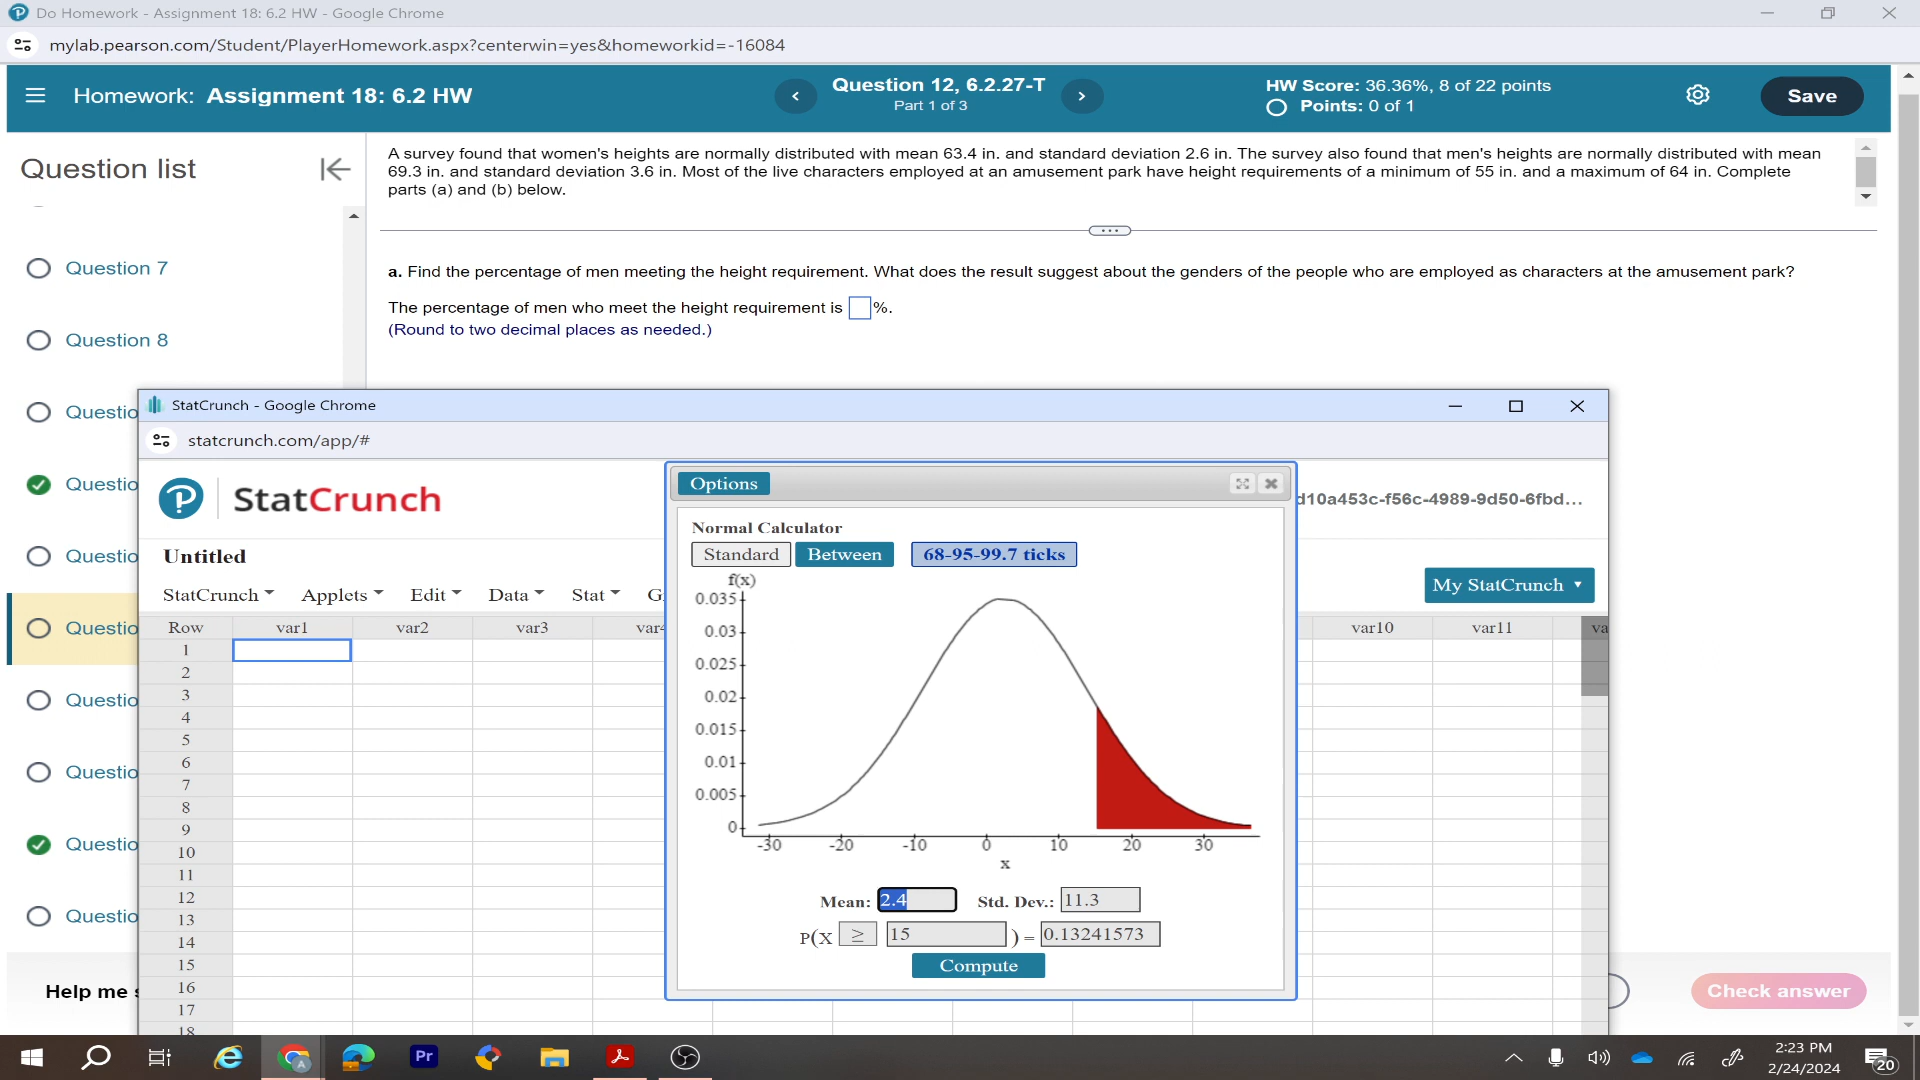 Do Homework - Assignment 18: 6.2 HW - Google Chrome
mylab.pearson.com/Student/PlayerHomework.aspx?centerwin=yes&homeworkid=-16084
Homework: Assignment 18: 6.2 HW
Question 12, 6.2.27-T
Part 1 of 3
HW Score: 36.36%, 8 of 22 points
Points: 0 of 1
Save
Question list
Question 7
Question 8
Questio
Questio
Questio
Questio
Questio
Questio
Questio
Questio
Help me s
A survey found that women's heights are normally distributed with mean 63.4 in. and standard deviation 2.6 in. The survey also found that men's heights are normally distributed with mean
69.3 in. and standard deviation 3.6 in. Most of the live characters employed at an amusement park have height requirements of a minimum of 55 in. and a maximum of 64 in. Complete
parts (a) and (b) below.
a. Find the percentage of men meeting the height requirement. What does the result suggest about the genders of the people who are employed as characters at the amusement park?
The percentage of men who meet the height requirement is %.
(Round to two decimal places as needed.)
StatCrunch - Google Chrome
statcrunch.com/app/#
StatCrunch
d10a453c-f56c-4989-9d50-6fbd...
Untitled
StatCrunch Applets Edit Data Stat G
My StatCrunch
Row var1 var2 var3 var4 var10 var11 va
1
2
3
4
5
6
7
8
9
10
11
12
13
14
15
16
17
18
Options
Normal Calculator
Standard Between 68-95-99.7 ticks
f(x)
0.035
0.03
0.025
0.02
0.015
0.01
0.005
0
-30 -20 -10 0 10 20 30
x
Mean: 2.4 Std. Dev.: 11.3
P(X ≥ 15 ) = 0.13241573
Compute
Check answer
Pr
2:23 PM
2/24/2024
20